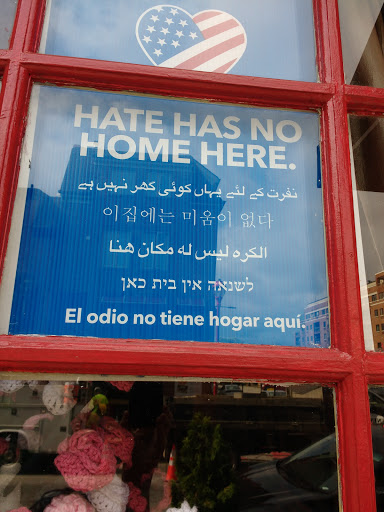 HATE HAS NO
HOME HERE.
نفرت کے لئے یہاں کوئی گھر نہیں ہے
이집에는 미움이 없다
الكره ليس له مكان هنا
לשנאה אין בית כאן
El odio no tiene hogar aquí.